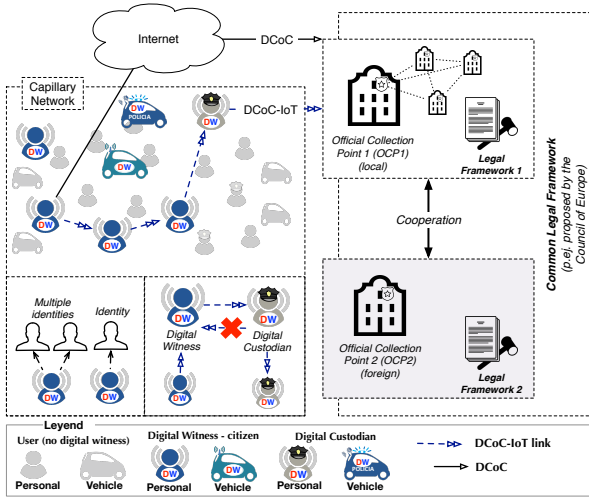 Internet
DCoC
Capillary
Network
DW
POLICIA
DW
DCoC-IoT
DW
DW
DW
DW
DW
Official Collection
Point 1 (OCP1)
(local)
Legal
Framework 1
Cooperation
Common Legal Framework
(p.ej. proposed by the
Council of Europe)
Multiple
identities
Identity
DW
DW
DW
Digital
Witness
DW
Digital
Custodian
DW
DW
Official Collection
Point 2 (OCP2)
(foreign)
Legal
Framework 2
Leyend
User (no digital witness)
Digital Witness - citizen
Digital Custodian
DW
DW
DW
DW
POLICIA
Personal
Vehicle
Personal
Vehicle
Personal
Vehicle
DCoC-IoT link
DCoC